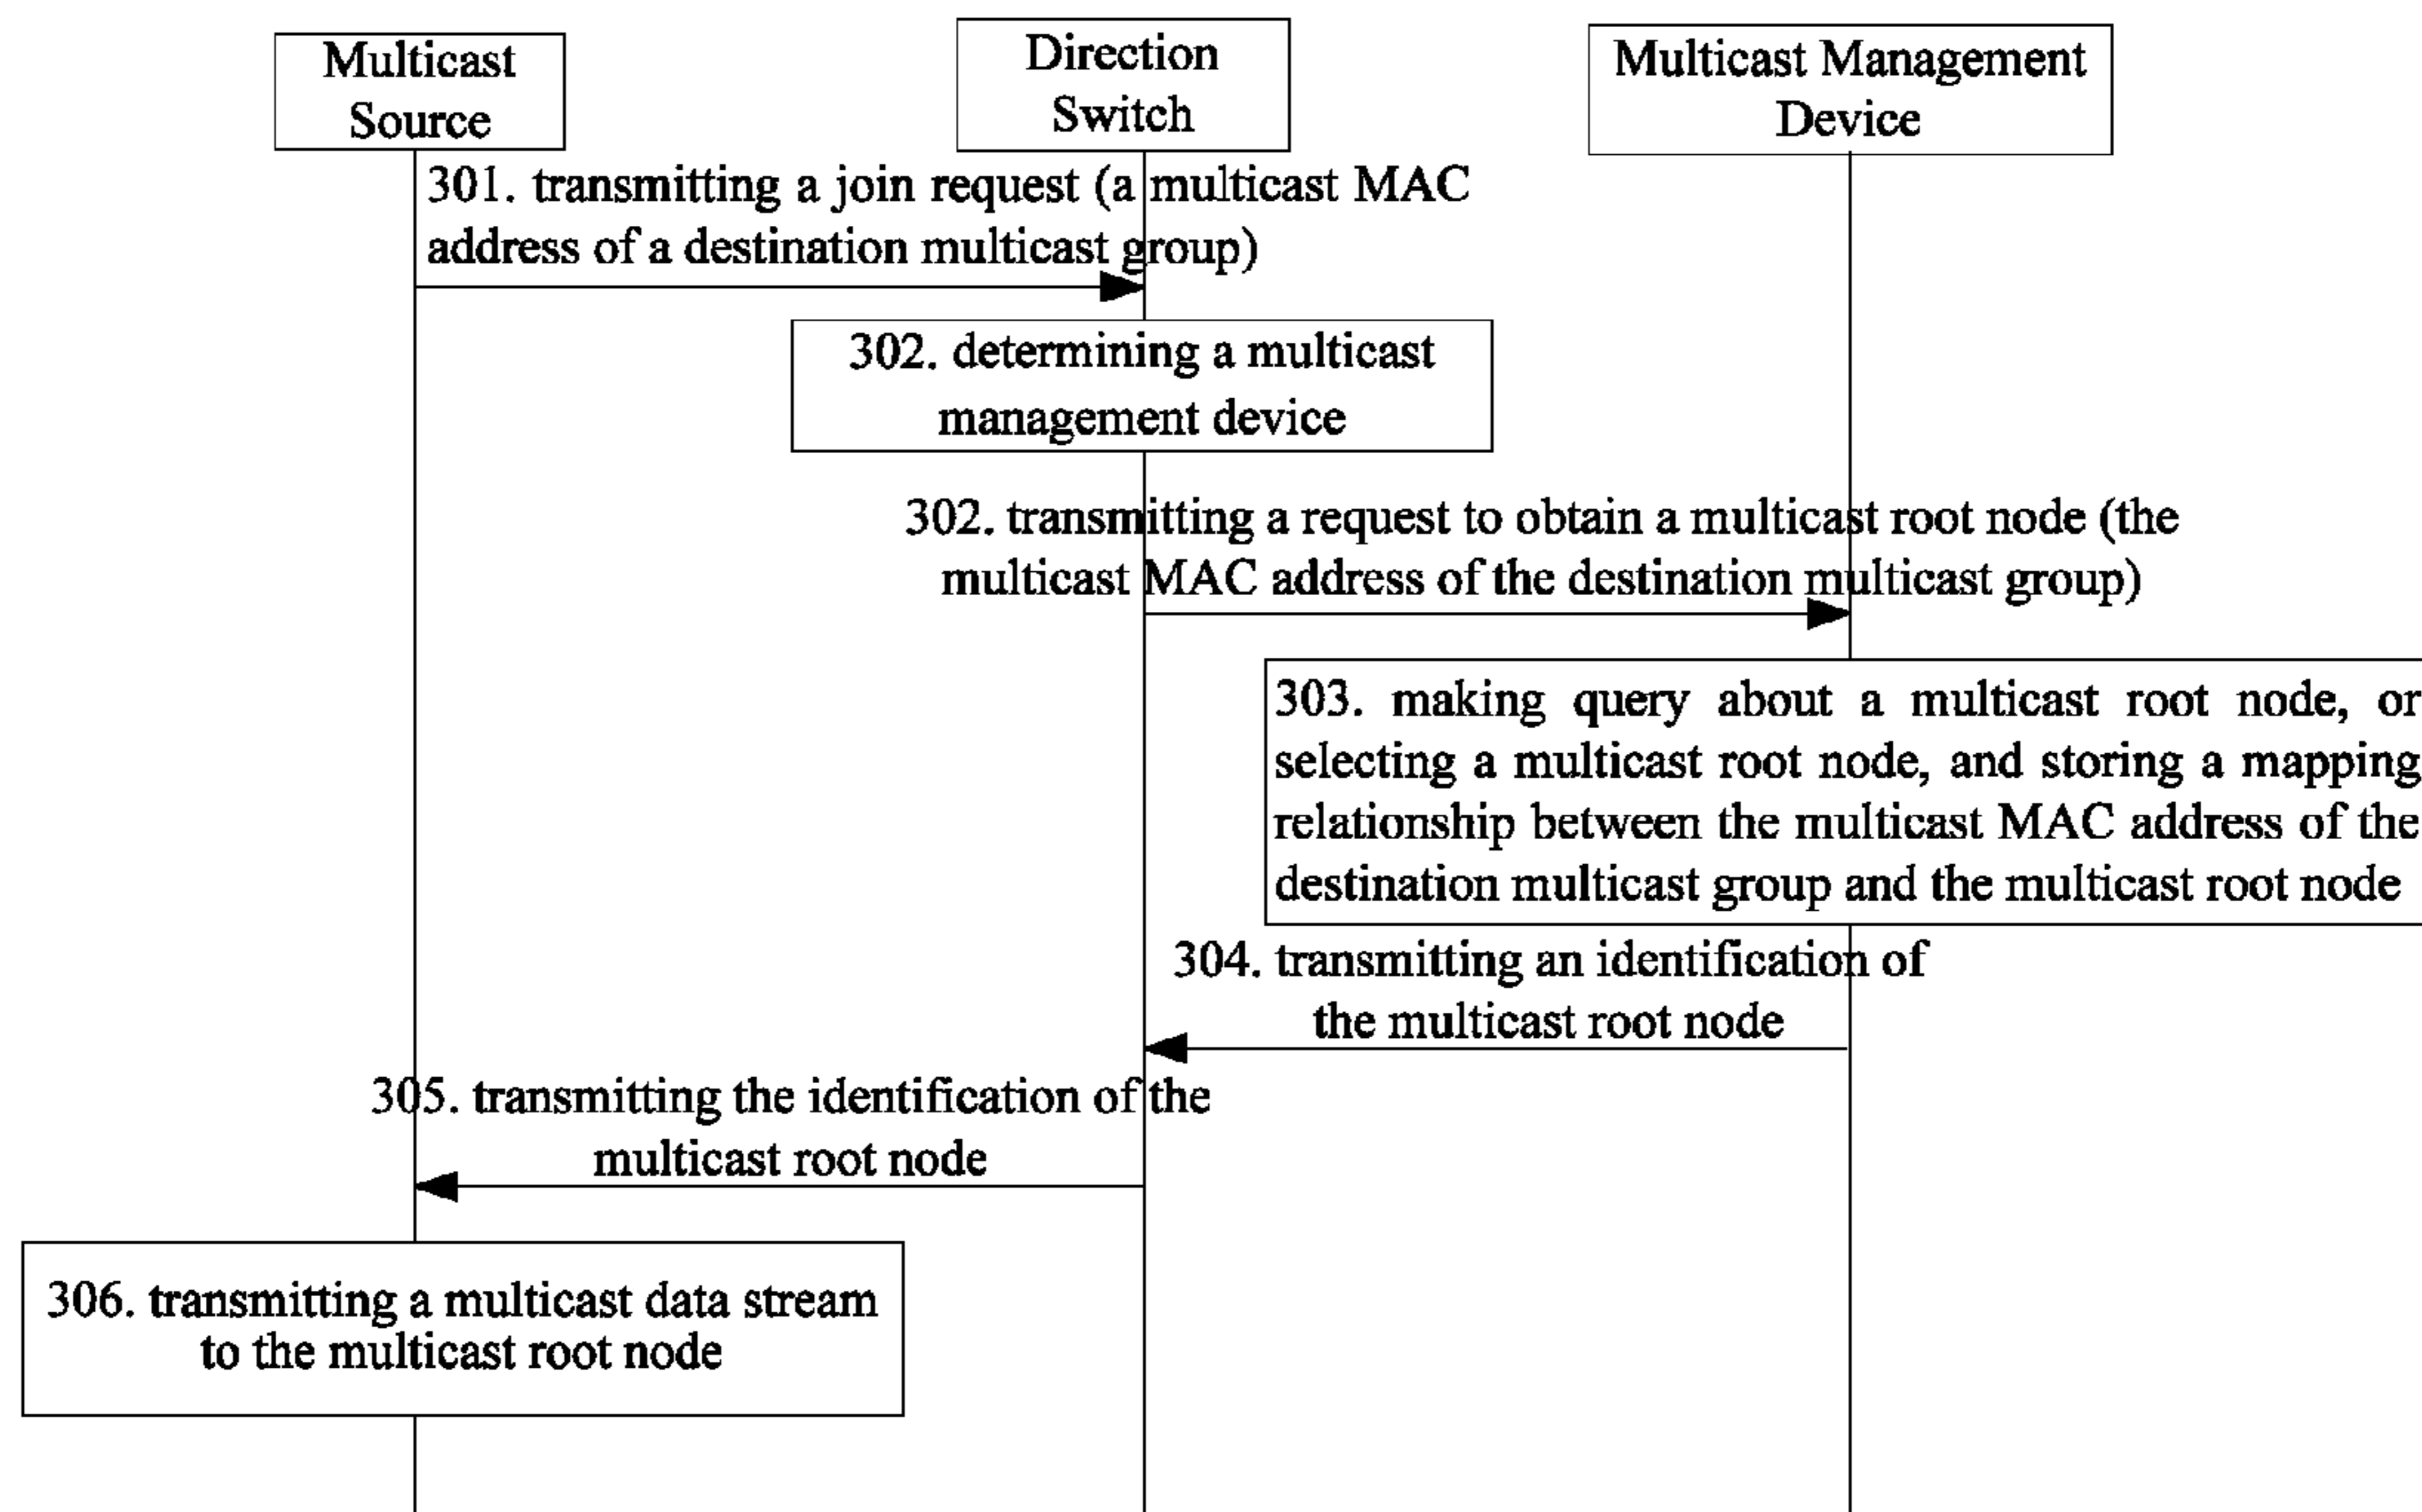 Multicast
Source
Direction
Switch
Multicast Management
Device
301. transmitting a join request (a multicast MAC
address of a destination multicast group)
302. determining a multicast
management device
302. transmitting a request to obtain a multicast root node (the
multicast MAC address of the destination multicast group)
303. making query about a multicast root node, or
selecting a multicast root node, and storing a mapping
relationship between the multicast MAC address of the
destination multicast group and the multicast root node
304. transmitting an identification of
the multicast root node
305. transmitting the identification of the
multicast root node
306. transmitting a multicast data stream
to the multicast root node